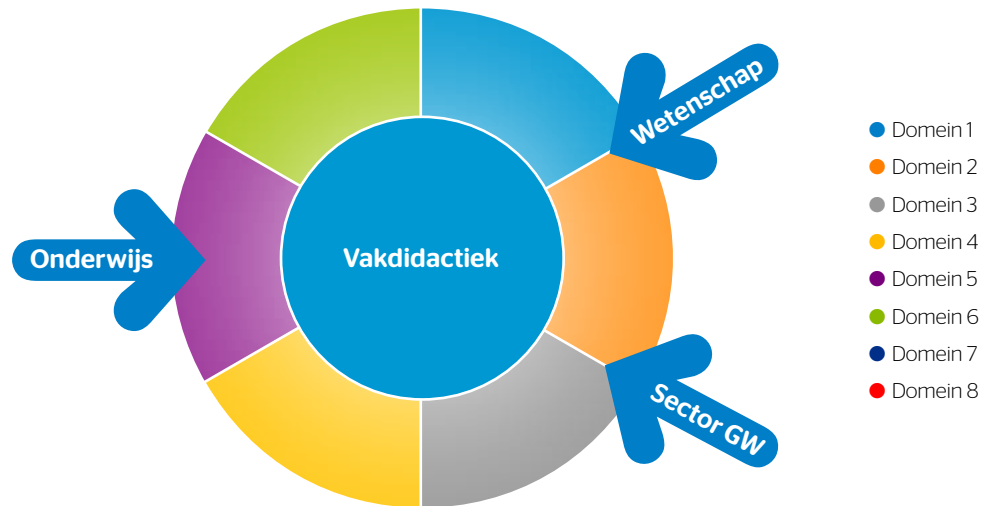 Wetenschap
Onderwijs
Vakdidactiek
Sector GW
Domein 1
Domein 2
Domein 3
Domein 4
Domein 5
Domein 6
Domein 7
Domein 8